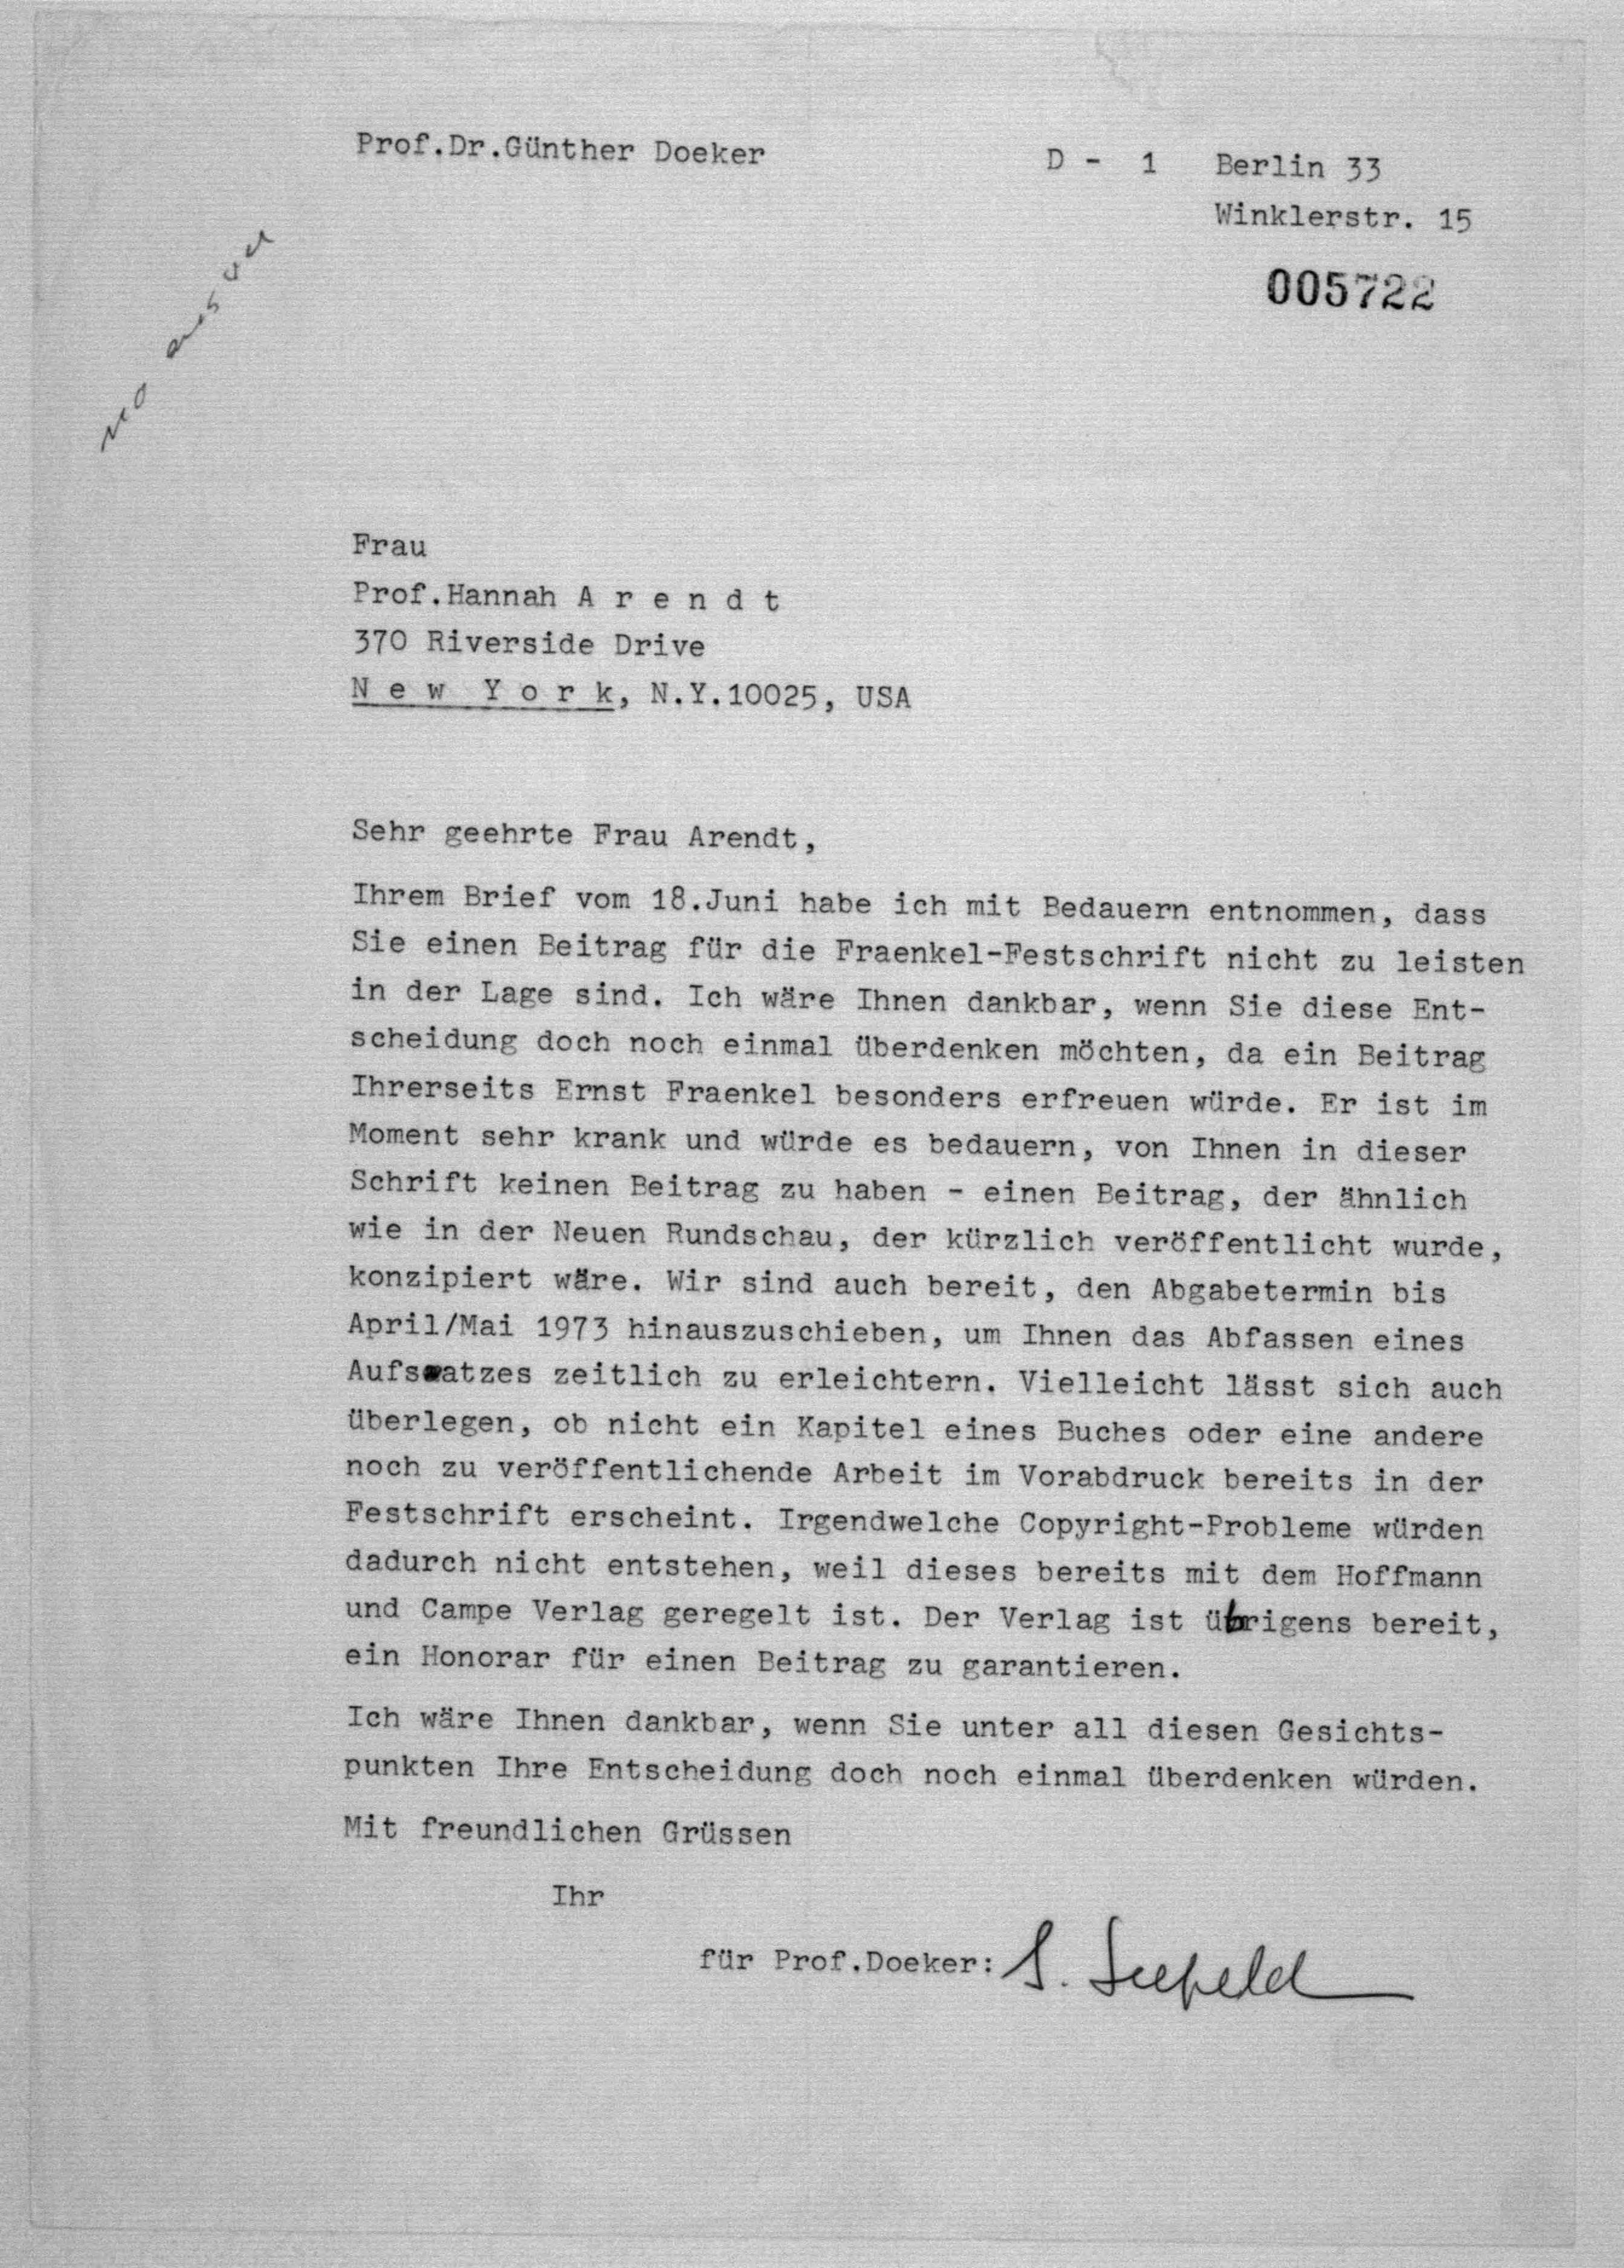 Prof.Dr.Günther Doeker
D - 1 Berlin 33
Winklerstr. 15
005722
no answer
Frau
Prof.Hannah A r e n d t
370 Riverside Drive
N e w  Y o r k, N.Y.10025, USA
Sehr geehrte Frau Arendt,
Ihrem Brief vom 18.Juni habe ich mit Bedauern entnommen, dass
Sie einen Beitrag für die Fraenkel-Festschrift nicht zu leisten
in der Lage sind. Ich wäre Ihnen dankbar, wenn Sie diese Ent-
scheidung doch noch einmal überdenken möchten, da ein Beitrag
Ihrerseits Ernst Fraenkel besonders erfreuen würde. Er ist im
Moment sehr krank und würde es bedauern, von Ihnen in dieser
Schrift keinen Beitrag zu haben - einen Beitrag, der ähnlich
wie in der Neuen Rundschau, der kürzlich veröffentlicht wurde,
konzipiert wäre. Wir sind auch bereit, den Abgabetermin bis
April/Mai 1973 hinauszuschieben, um Ihnen das Abfassen eines
Aufsatzes zeitlich zu erleichtern. Vielleicht lässt sich auch
überlegen, ob nicht ein Kapitel eines Buches oder eine andere
noch zu veröffentlichende Arbeit im Vorabdruck bereits in der
Festschrift erscheint. Irgendwelche Copyright-Probleme würden
dadurch nicht entstehen, weil dieses bereits mit dem Hoffmann
und Campe Verlag geregelt ist. Der Verlag ist übrigens bereit,
ein Honorar für einen Beitrag zu garantieren.
Ich wäre Ihnen dankbar, wenn Sie unter all diesen Gesichts-
punkten Ihre Entscheidung doch noch einmal überdenken würden.
Mit freundlichen Grüssen
Ihr
für Prof.Doeker: S. Seefeld